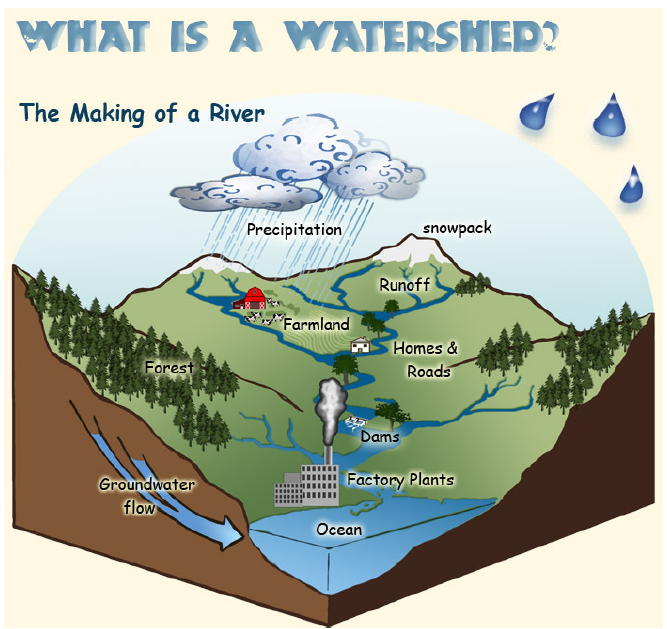 WHAT IS A WATERSHED?
The Making of a River
Precipitation
snowpack
Runoff
Farmland
Homes &
Roads
Forest
Dams
Factory Plants
Groundwater
flow
Ocean